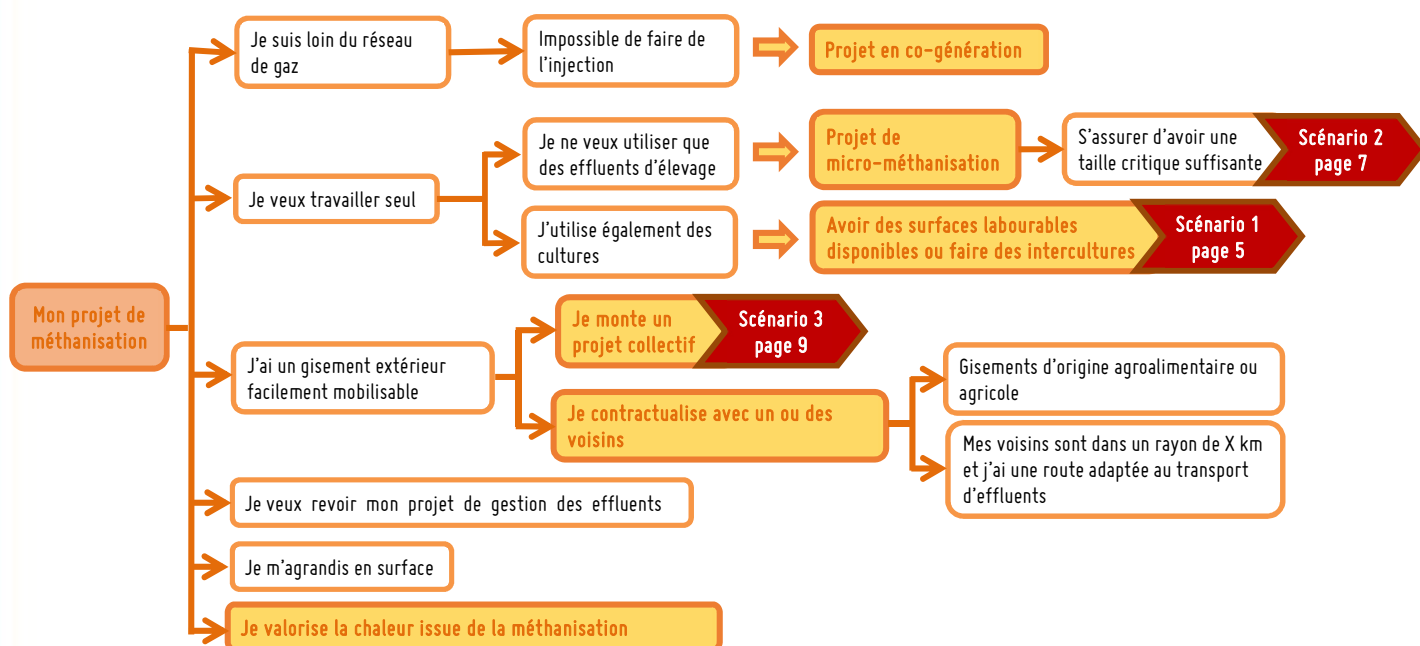 Je suis loin du réseau
de gaz
Impossible de faire de
l'injection
Projet en co-génération
Je veux travailler seul
Je ne veux utiliser que
des effluents d'élevage
Projet de
micro-méthanisation
S'assurer d'avoir une
taille critique suffisante
Scénario 2
page 7
J'utilise également des
cultures
Avoir des surfaces labourables
disponibles ou faire des intercultures
Scénario 1
page 5
Mon projet de
méthanisation
J'ai un gisement extérieur
facilement mobilisable
Je monte un
projet collectif
Scénario 3
page 9
Je contractualise avec un ou des
voisins
Gisements d'origine agroalimentaire ou
agricole
Mes voisins sont dans un rayon de X km
et j'ai une route adaptée au transport
d'effluents
Je veux revoir mon projet de gestion des effluents
Je m'agrandis en surface
Je valorise la chaleur issue de la méthanisation